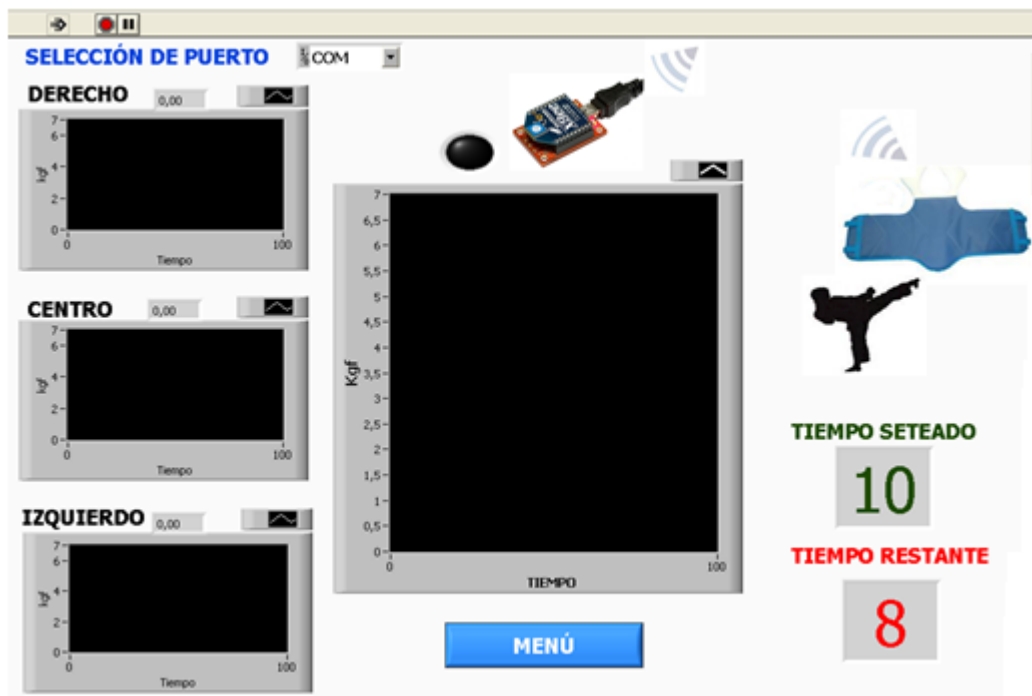 SELECCIÓN DE PUERTO COM
DERECHO 0,00
7
6
4
2
0
kgf
0 100
Tiempo
CENTRO 0,00
7
6
4
2
0
kgf
0 100
Tiempo
IZQUIERDO 0,00
7
6
4
2
0
kgf
0 100
Tiempo
7
6,5
6
5,5
5
4,5
4
3,5
3
2,5
2
1,5
1
0,5
0
Kgf
0 100
TIEMPO
MENÚ
TIEMPO SETEADO
10
TIEMPO RESTANTE
8